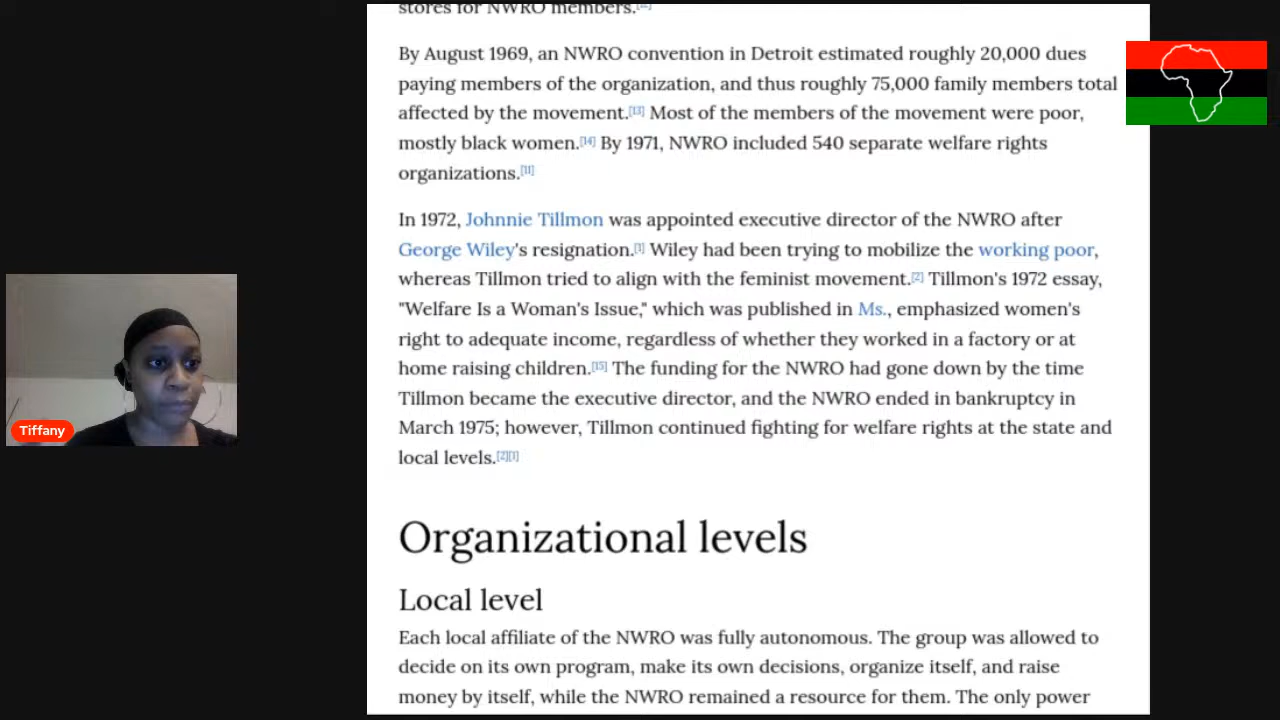 stores for NWRO members.[12]
By August 1969, an NWRO convention in Detroit estimated roughly 20,000 dues
paying members of the organization, and thus roughly 75,000 family members total
affected by the movement.[13] Most of the members of the movement were poor,
mostly black women.[14] By 1971, NWRO included 540 separate welfare rights
organizations.[11]
In 1972, Johnnie Tillmon was appointed executive director of the NWRO after
George Wiley's resignation.[1] Wiley had been trying to mobilize the working poor,
whereas Tillmon tried to align with the feminist movement.[2] Tillmon's 1972 essay,
"Welfare Is a Woman's Issue," which was published in Ms., emphasized women's
right to adequate income, regardless of whether they worked in a factory or at
home raising children.[15] The funding for the NWRO had gone down by the time
Tillmon became the executive director, and the NWRO ended in bankruptcy in
March 1975; however, Tillmon continued fighting for welfare rights at the state and
local levels.[2][1]
Organizational levels
Local level
Each local affiliate of the NWRO was fully autonomous. The group was allowed to
decide on its own program, make its own decisions, organize itself, and raise
money by itself, while the NWRO remained a resource for them. The only power
Tiffany